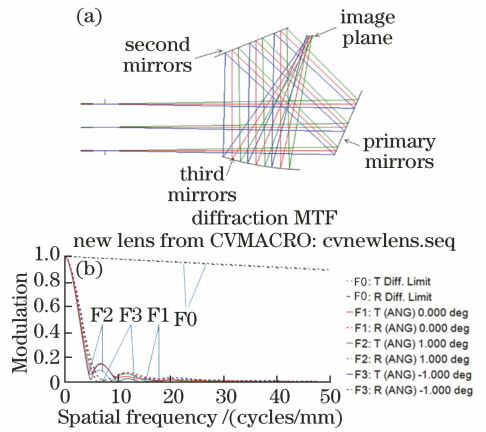 (a)
image
plane
second
mirrors
primary
mirrors
third
mirrors
diffraction MTF
new lens from CVMACRO: cvnewlens.seq
(b)
Modulation
1.0
0.8
0.6
0.4
0.2
0
F2 F3 F1 F0
0 10 20 30 40 50
Spatial frequency /(cycles/mm)
F0: T Diff. Limit
F0: R Diff. Limit
F1: T (ANG) 0.000 deg
F1: R (ANG) 0.000 deg
F2: T (ANG) 1.000 deg
F2: R (ANG) 1.000 deg
F3: T (ANG) -1.000 deg
F3: R (ANG) -1.000 deg